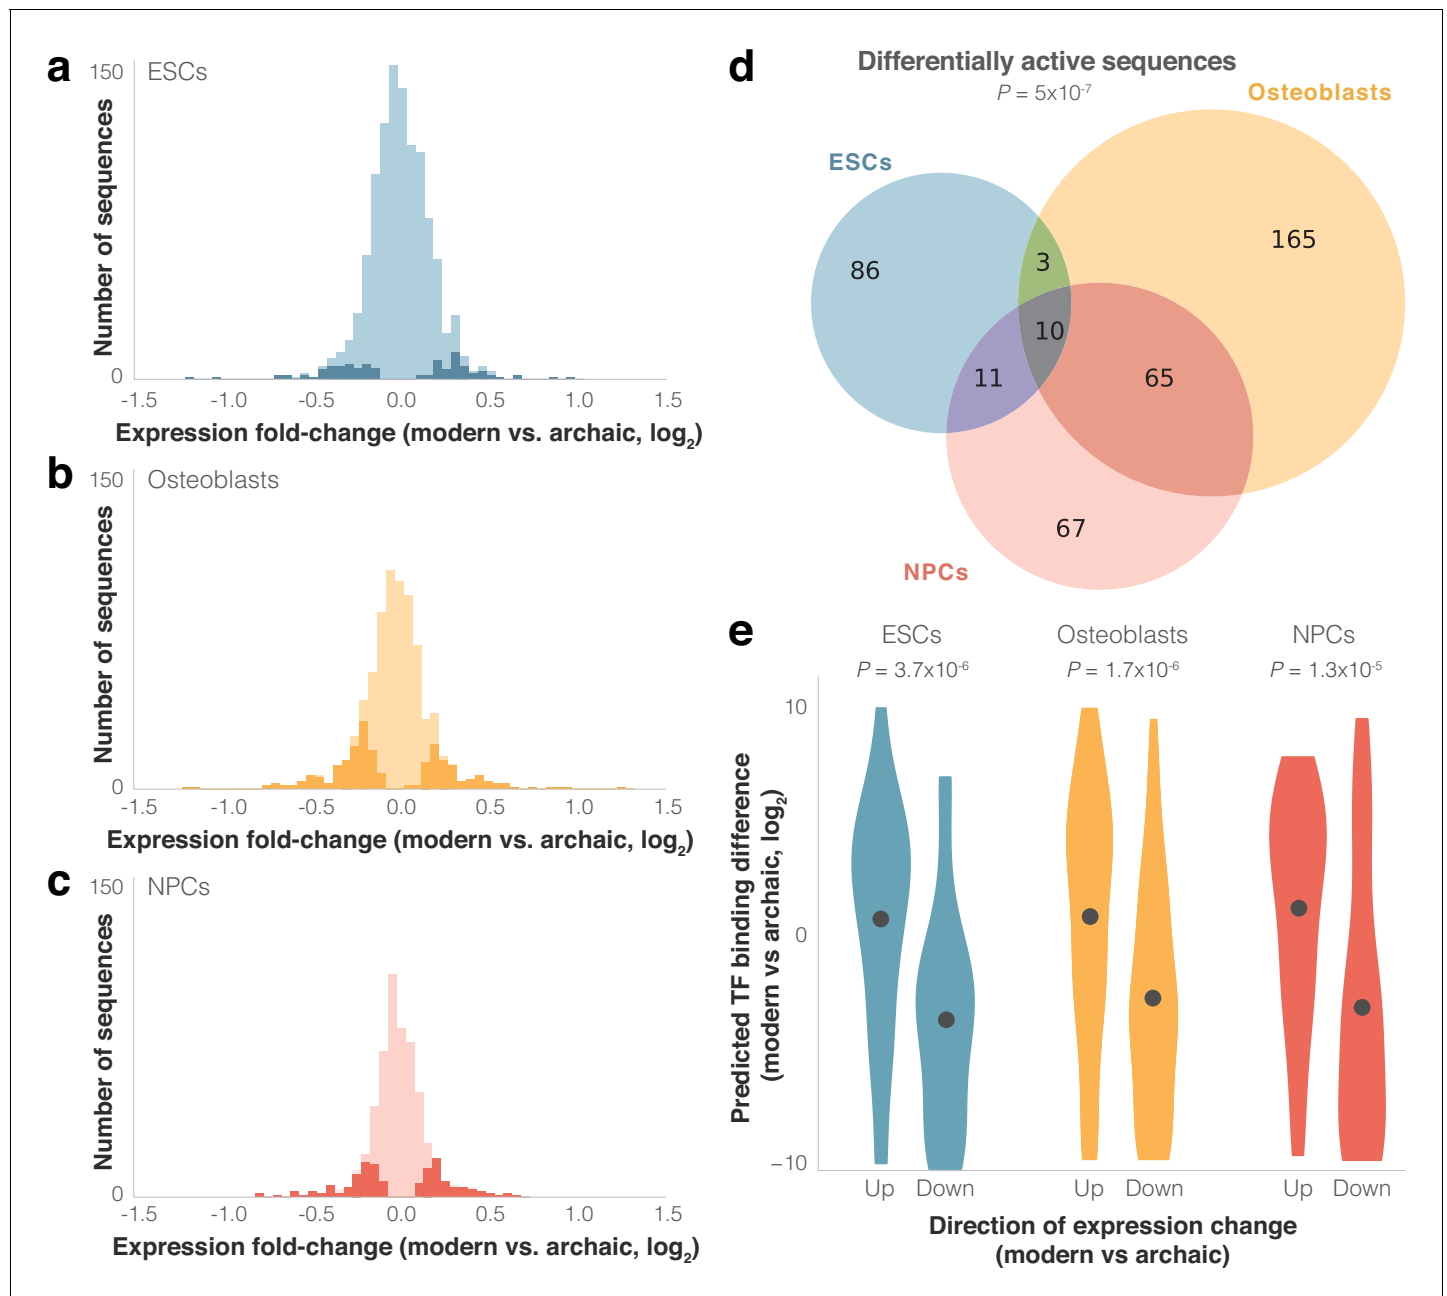 a
ESCs
150
0
Number of sequences
-1.5 -1.0 -0.5 0.0 0.5 1.0 1.5
Expression fold-change (modern vs. archaic, log2)
b
Osteoblasts
150
0
Number of sequences
-1.5 -1.0 -0.5 0.0 0.5 1.0 1.5
Expression fold-change (modern vs. archaic, log2)
c
NPCs
150
0
Number of sequences
-1.5 -1.0 -0.5 0.0 0.5 1.0 1.5
Expression fold-change (modern vs. archaic, log2)
d
Differentially active sequences
P = 5x10-7
Osteoblasts
ESCs
165
3
86
10
11
65
67
NPCs
e
ESCs Osteoblasts NPCs
P = 3.7x10-6 P = 1.7x10-6 P = 1.3x10-5
10
0
−10
Predicted TF binding difference
(modern vs archaic, log2)
Up Down Up Down Up Down
Direction of expression change
(modern vs archaic)